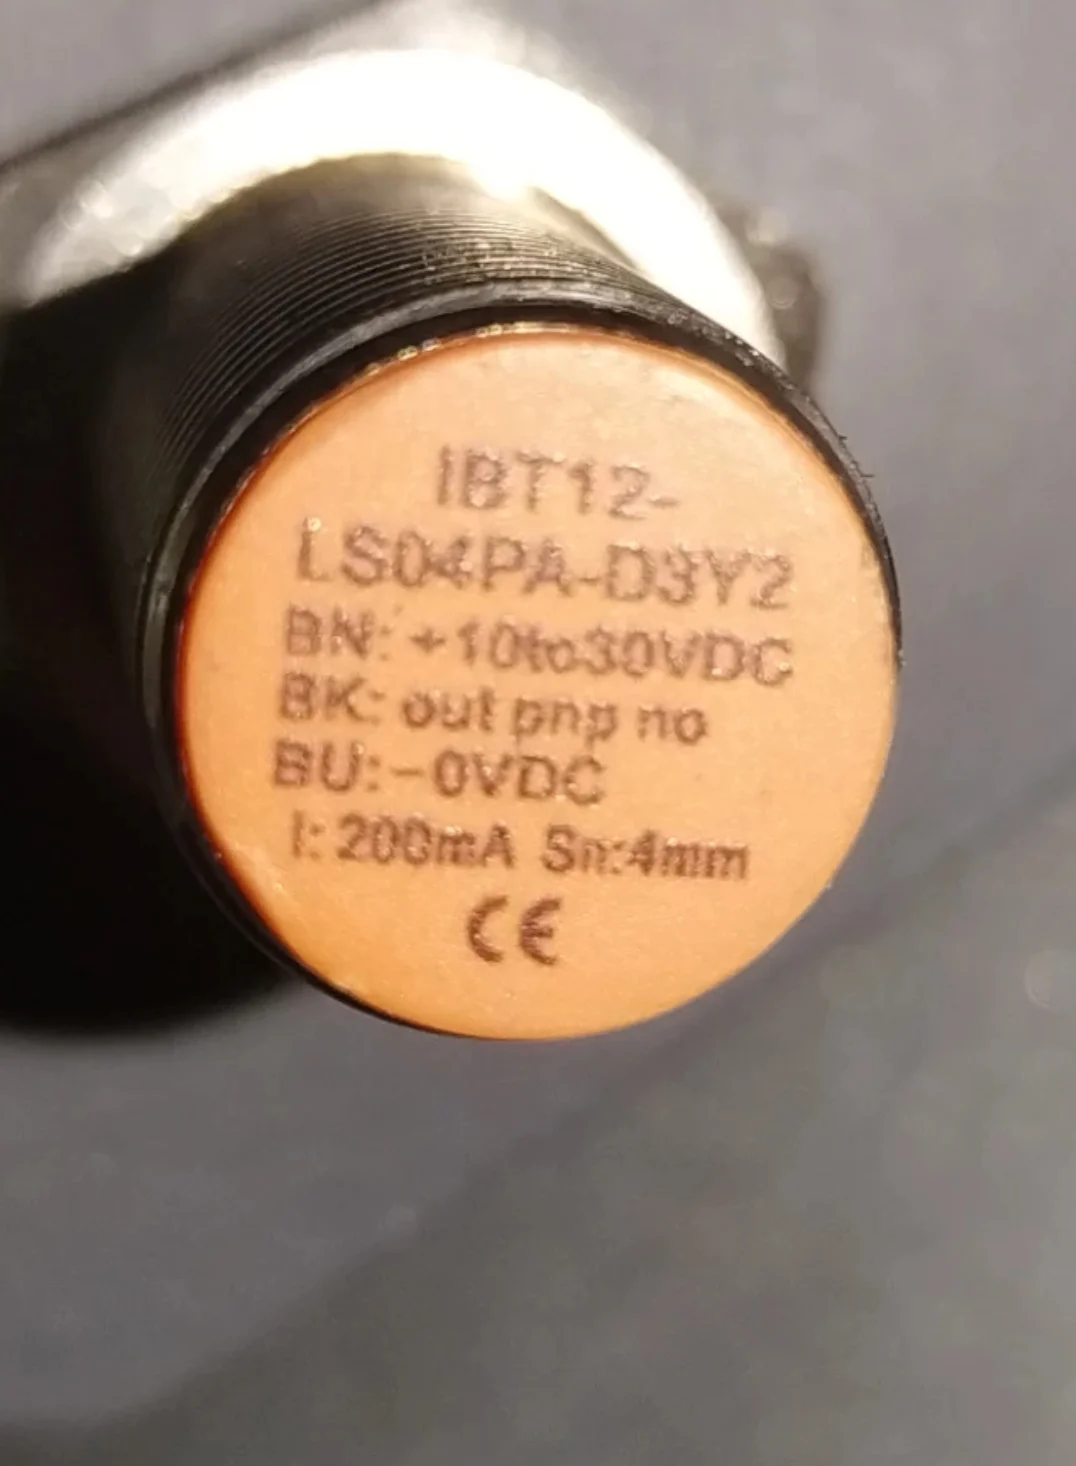 IBT12-
LS04PA-D3Y2
BN: +10to30VDC
BK: out pnp no
BU: -0VDC
I: 200mA Sn:4mm
CE